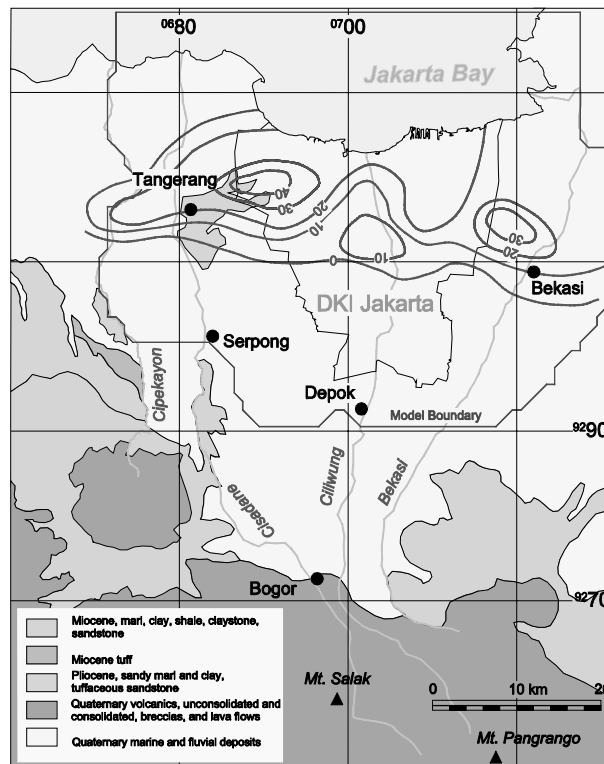 0680
0700
Jakarta Bay
Tangerang
40
30
20
10
0
10
30
20
DKI Jakarta
Bekasi
Serpong
Cipekayon
Depok
Model Boundary
9290
Cisadane
Ciliwung
Bekasi
Bogor
9270
Miocene, marl, clay, shale, claystone,
sandstone
Miocene tuff
Pliocene, sandy marl and clay,
tuffaceous sandstone
Quaternary volcanics, unconsolidated and
consolidated, breccias, and lava flows
Quaternary marine and fluvial deposits
Mt. Salak
0 10 km
Mt. Pangrango